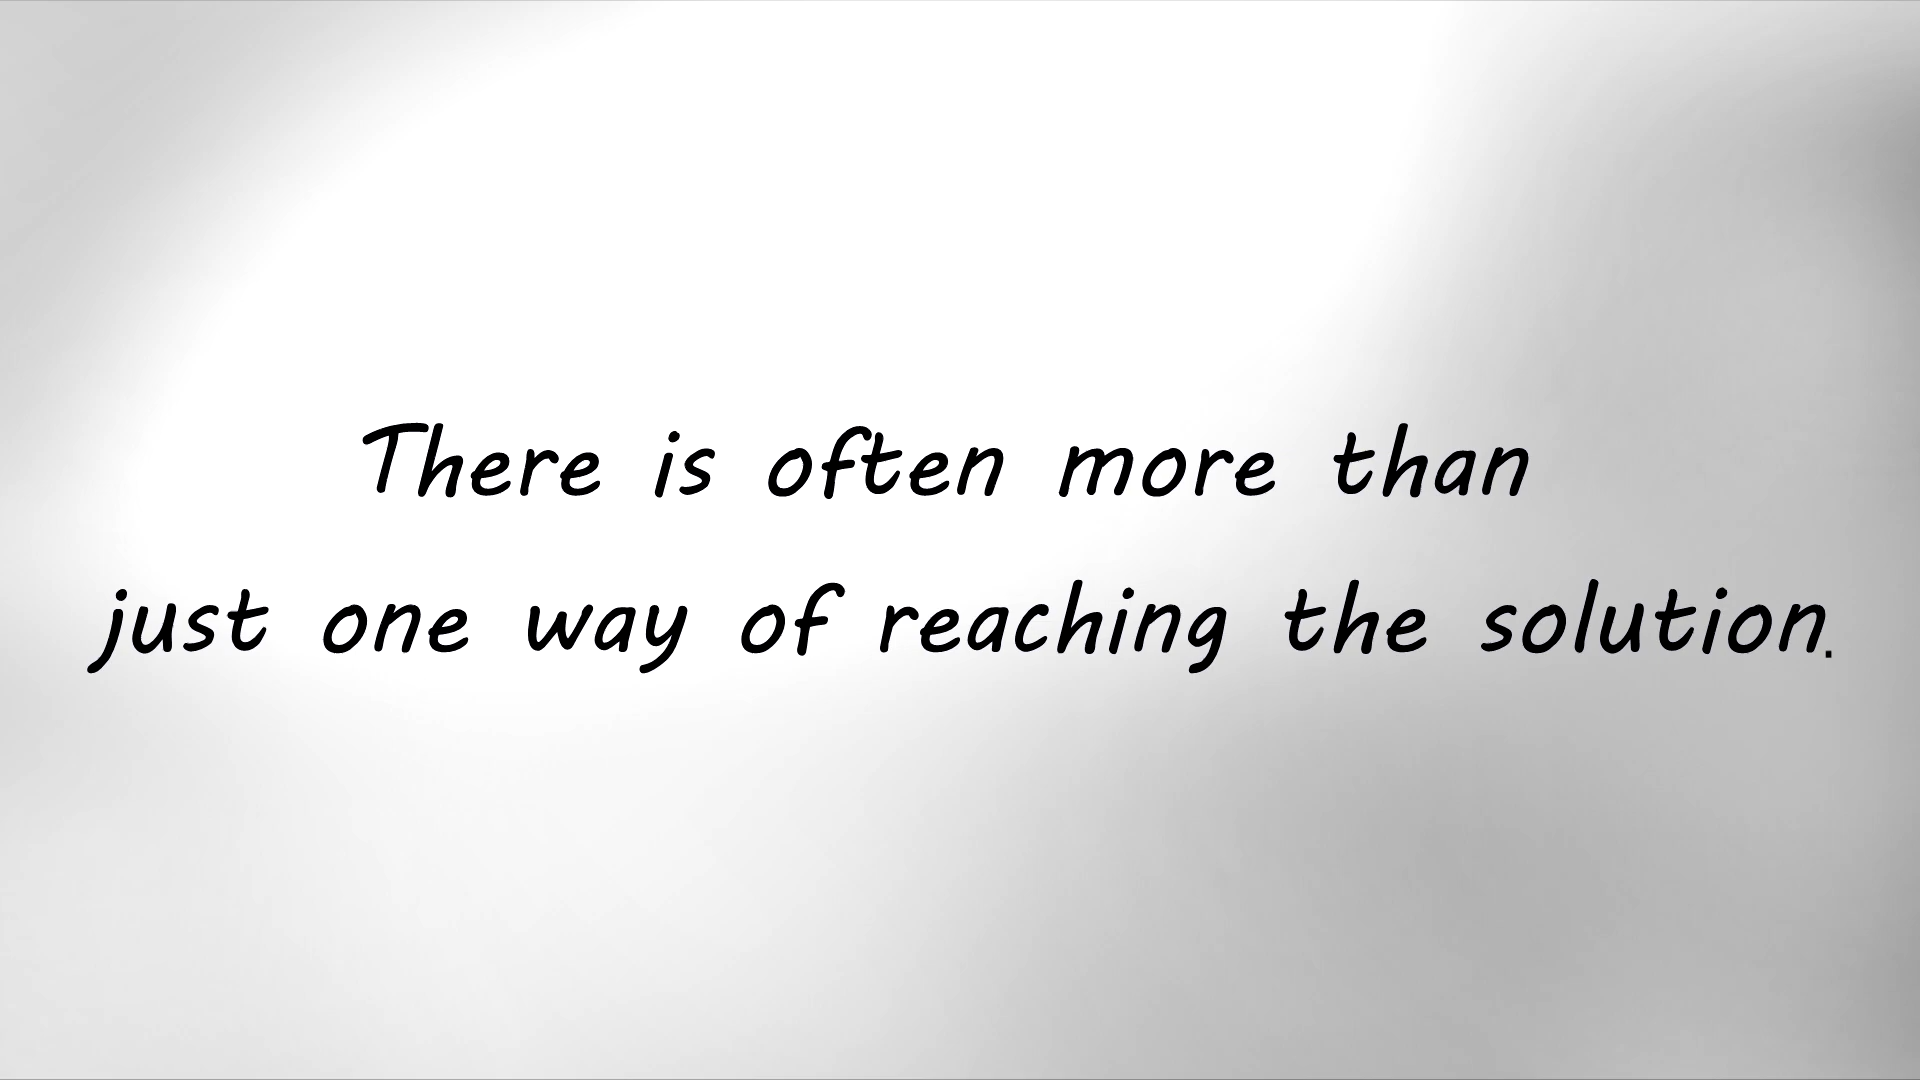 There is often more than
just one way of reaching the solution.